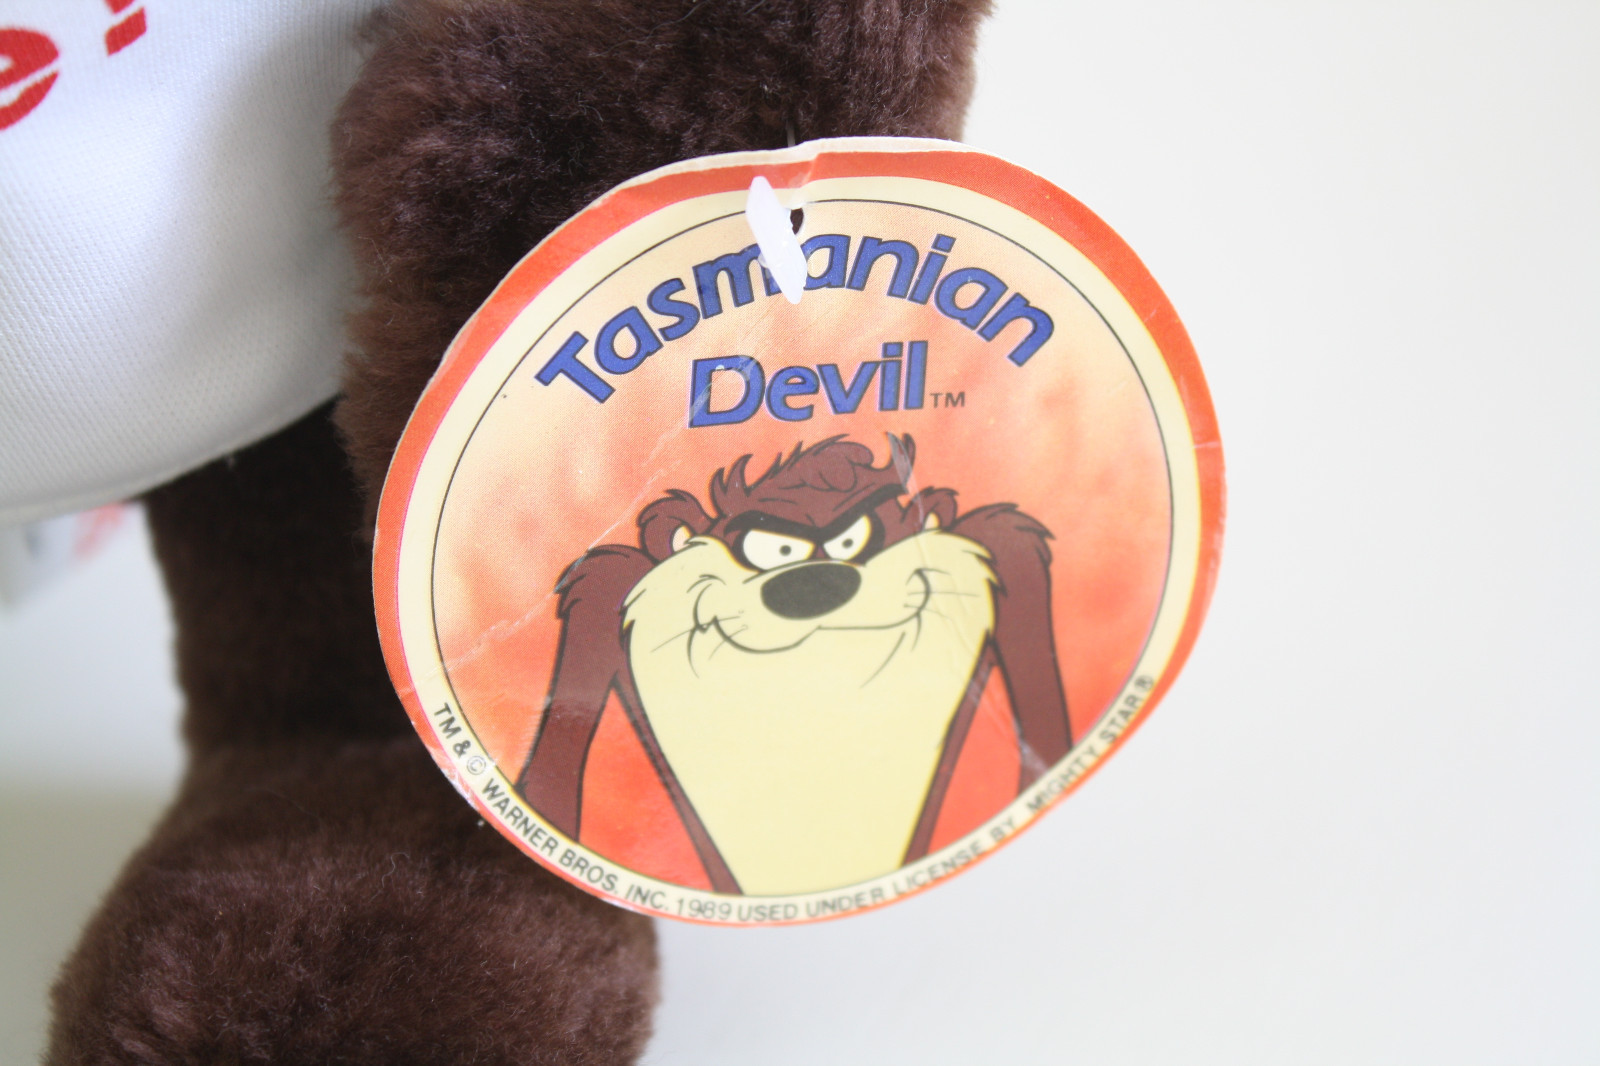 e!
Tasmanian
Devil™
TM & © WARNER BROS. INC. 1989 USED UNDER LICENSE BY MIGHTY STAR®